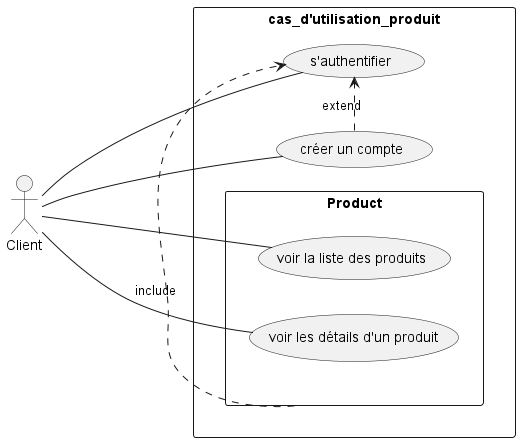 cas_d'utilisation_produit
s'authentifier
extend
créer un compte
Product
Client
voir la liste des produits
include
voir les détails d'un produit